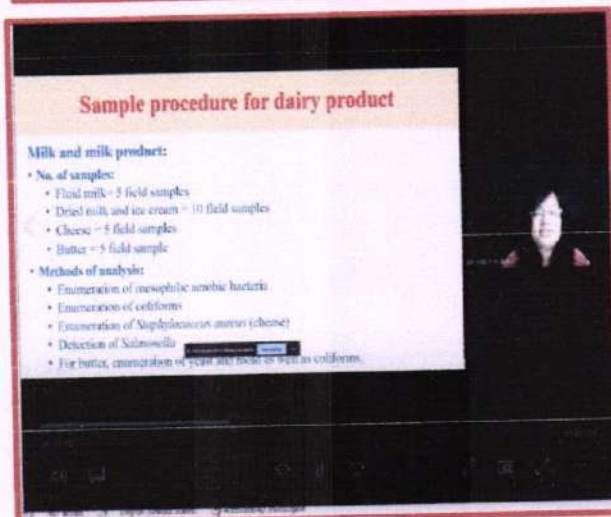 Sample procedure for dairy product
Milk and milk product:
• No. of samples:
• Fluid milk= 5 field samples
• Dried milk and ice cream = 10 field samples
• Cheese = 5 field samples
• Butter = 5 field sample
• Methods of analysis:
• Enumeration of mesophilic aerobic bacteria
• Enumeration of coliforms
• Enumeration of Staphylococcus aureus (cheese)
• Detection of Salmonella
• For butter, enumeration of yeast and mold as well as coliforms.